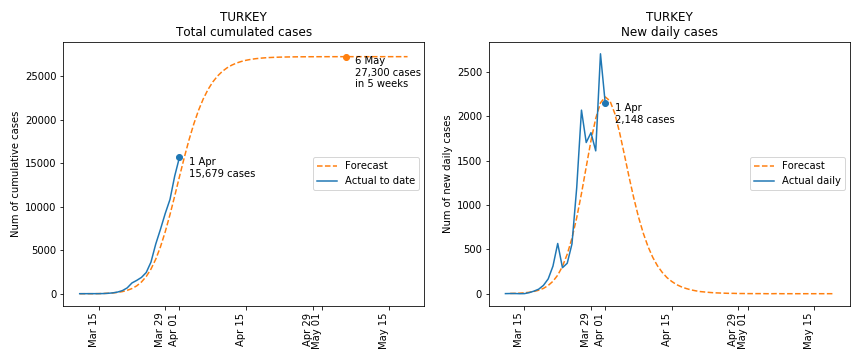 TURKEY
Total cumulated cases
Num of cumulative cases
25000
20000
15000
10000
5000
0
6 May
27,300 cases
in 5 weeks
1 Apr
15,679 cases
Forecast
Actual to date
Mar 15
Mar 29
Apr 01
Apr 15
Apr 29
May 01
May 15
TURKEY
New daily cases
Num of new daily cases
2500
2000
1500
1000
500
0
1 Apr
2,148 cases
Forecast
Actual daily
Mar 15
Mar 29
Apr 01
Apr 15
Apr 29
May 01
May 15